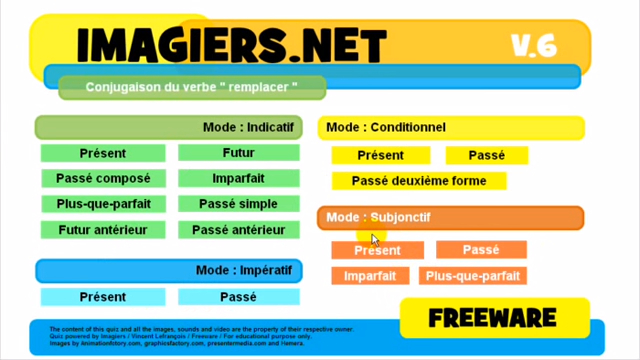 IMAGIERS.NET
V.6
Conjugaison du verbe " remplacer "
Mode : Indicatif
Présent
Futur
Passé composé
Imparfait
Plus-que-parfait
Passé simple
Futur antérieur
Passé antérieur
Mode : Impératif
Présent
Passé
Mode : Conditionnel
Présent
Passé
Passé deuxième forme
Mode : Subjonctif
Présent
Passé
Imparfait
Plus-que-parfait
FREEWARE
The content of this quiz and all the images, sounds and video are the property of their respective owner.
Quiz powered by Imagiers / Vincent Lefrançois / Freeware / For educational purpose only.
Images by Animationfctory.com, graphicsfactory.com, presentermedia.com and Hemera.